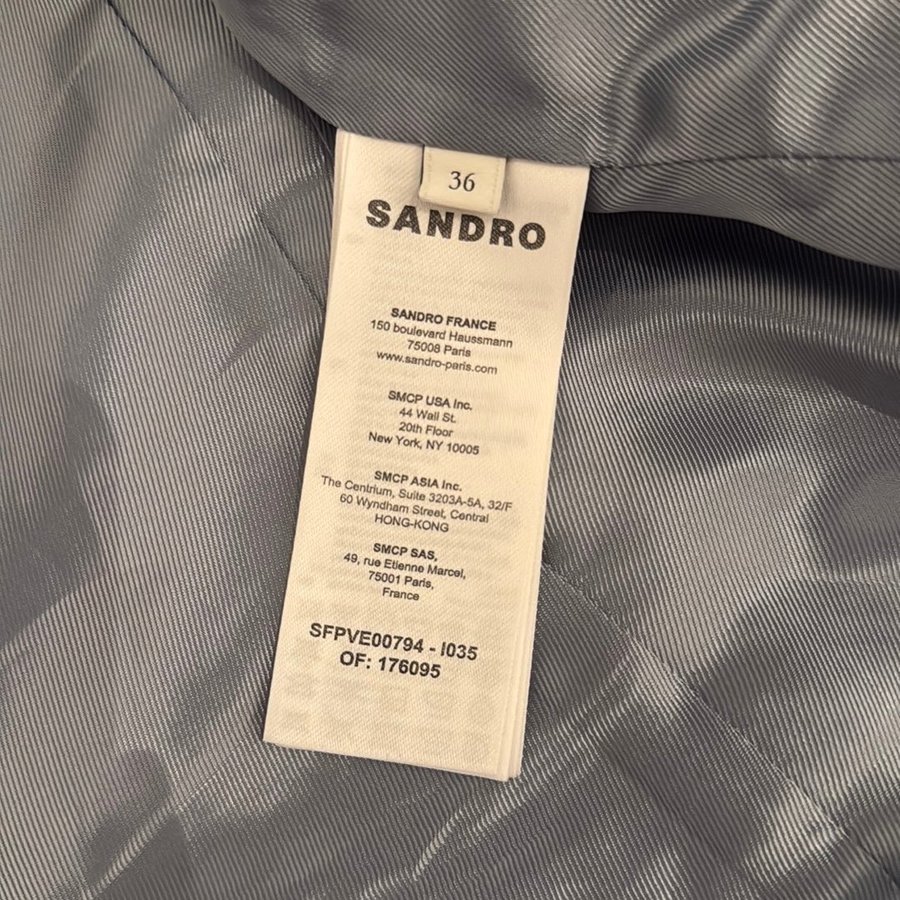 36
SANDRO
SANDRO FRANCE
150 boulevard Haussmann
75008 Paris
www.sandro-paris.com
SMCP USA Inc.
44 Wall St.
20th Floor
New York, NY 10005
SMCP ASIA Inc.
The Centrium, Suite 3203A-5A, 32/F
60 Wyndham Street, Central
HONG-KONG
SMCP SAS,
49, rue Etienne Marcel,
75001 Paris,
France
SFPVE00794 - I035
OF: 176095